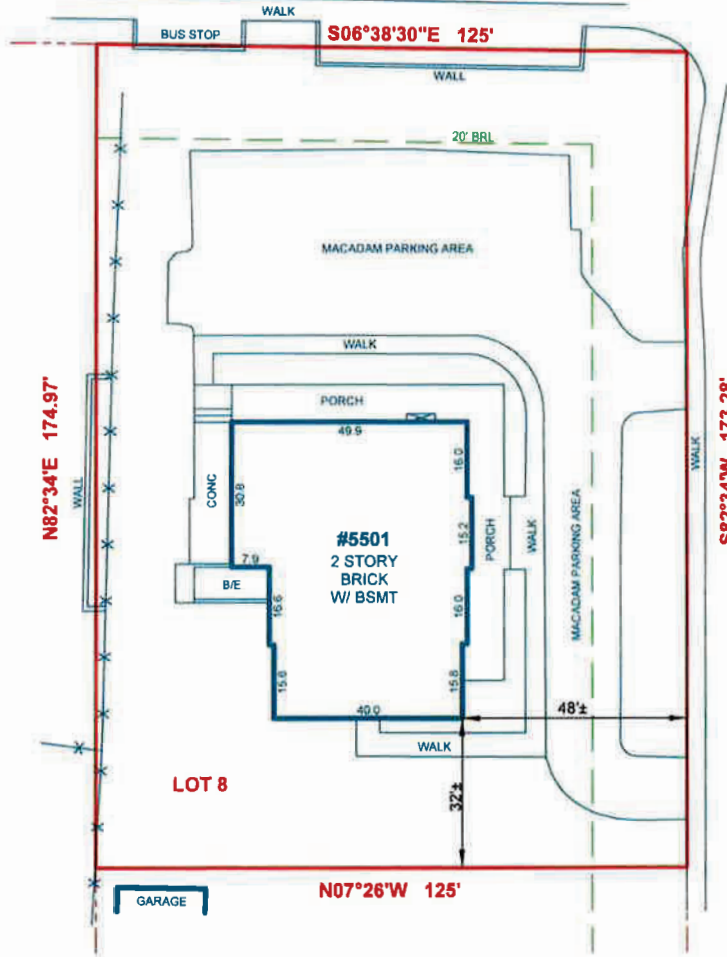 WALK
BUS STOP
S06°38'30"E 125'
WALL
20' BRL
MACADAM PARKING AREA
WALK
PORCH
49.9
N82°34'E 174.97'
WALL
CONC
30.8
16.0
WALK
#5501
2 STORY
BRICK
W/ BSMT
15.2
PORCH
WALK
MACADAM PARKING AREA
7.9
B/E
16.6
16.0
15.6
15.8
40.0
48'±
WALK
32'±
LOT 8
N07°26'W 125'
GARAGE